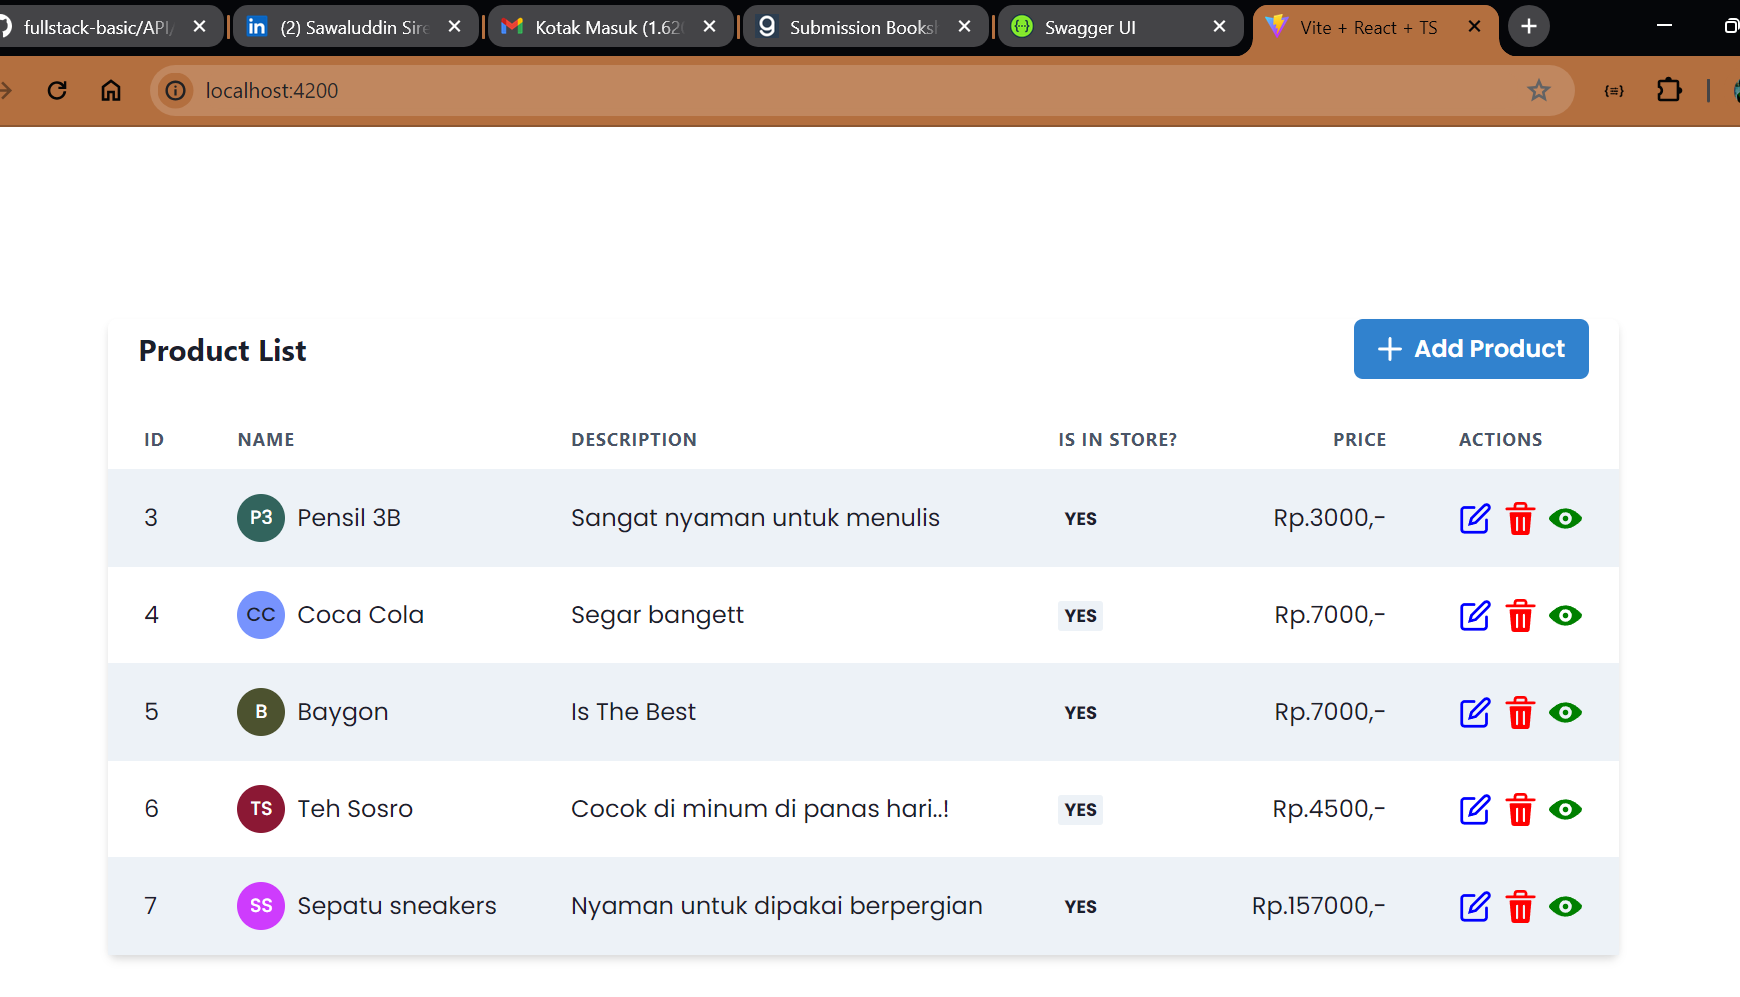 fullstack-basic/API/
(2) Sawaluddin Sire
Kotak Masuk (1.620
Submission Booksh
Swagger UI
Vite + React + TS
localhost:4200
Product List
Add Product
ID NAME DESCRIPTION IS IN STORE? PRICE ACTIONS
3 P3 Pensil 3B Sangat nyaman untuk menulis YES Rp.3000,-
4 CC Coca Cola Segar bangett YES Rp.7000,-
5 B Baygon Is The Best YES Rp.7000,-
6 TS Teh Sosro Cocok di minum di panas hari..! YES Rp.4500,-
7 SS Sepatu sneakers Nyaman untuk dipakai berpergian YES Rp.157000,-